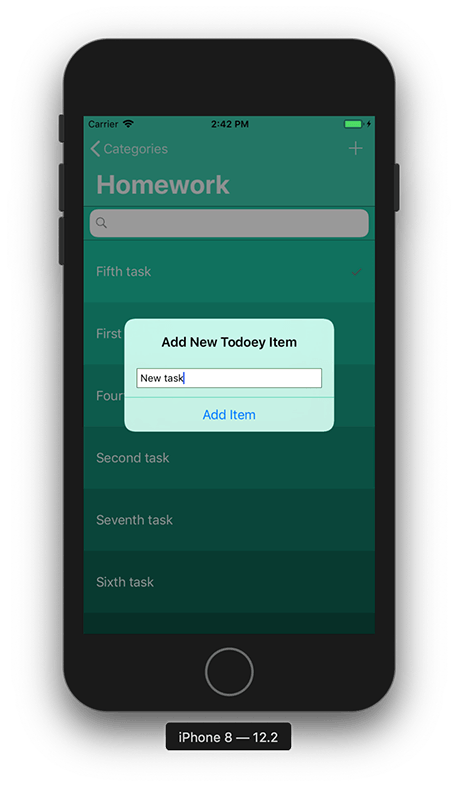 Carrier 2:42 PM
Categories
Homework
Fifth task
First
Add New Todoey Item
New task
Four
Add Item
Second task
Seventh task
Sixth task
iPhone 8 — 12.2